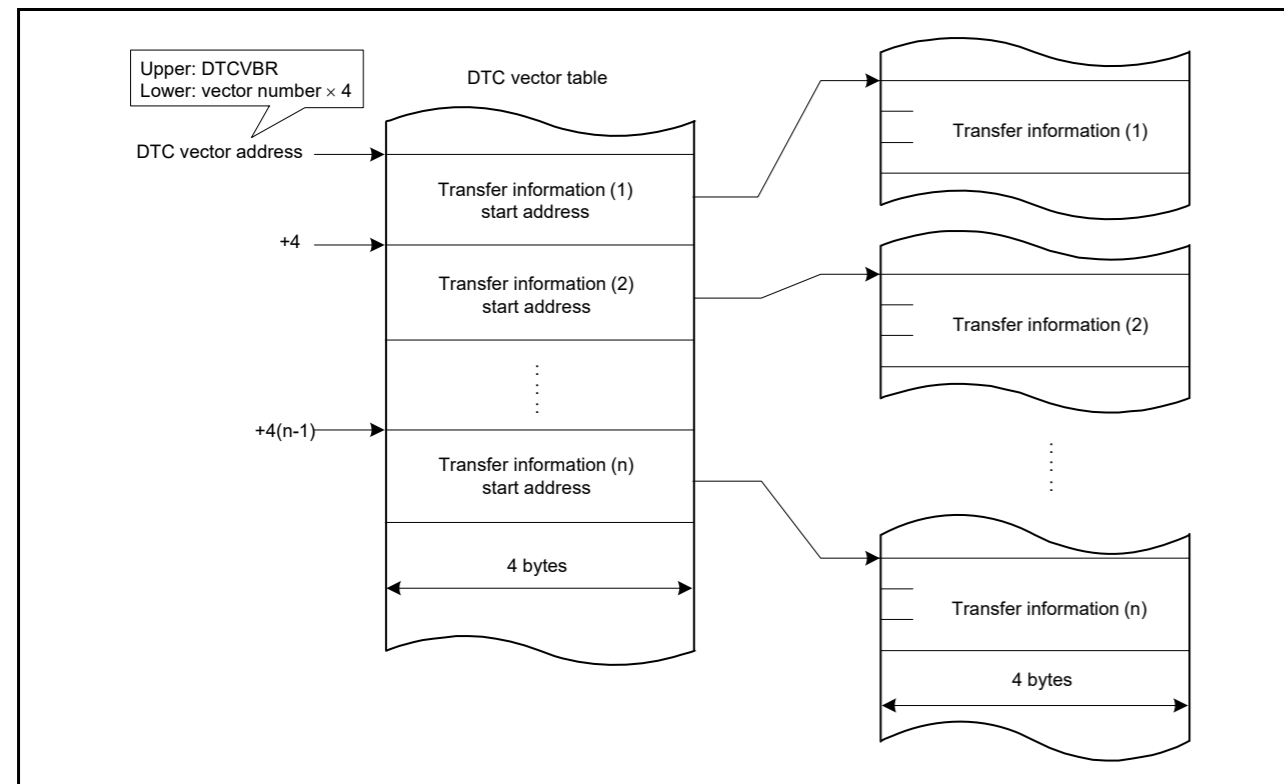 Upper: DTCVBR
Lower: vector number × 4
DTC vector address
+4
+4(n-1)
DTC vector table
Transfer information (1)
start address
Transfer information (2)
start address
Transfer information (n)
start address
4 bytes
Transfer information (1)
Transfer information (2)
Transfer information (n)
4 bytes